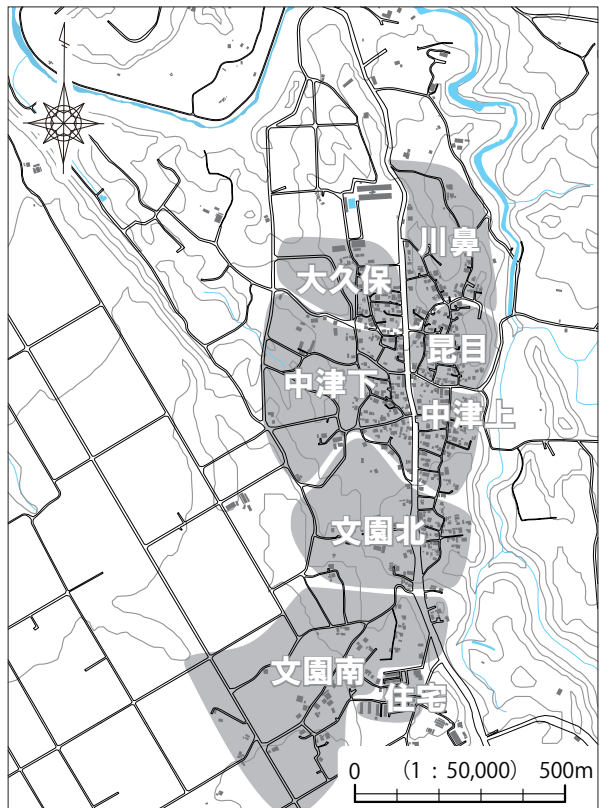 川鼻
大久保
昆目
中津下
中津上
文園北
文園南
住宅
0 (1：50,000) 500m